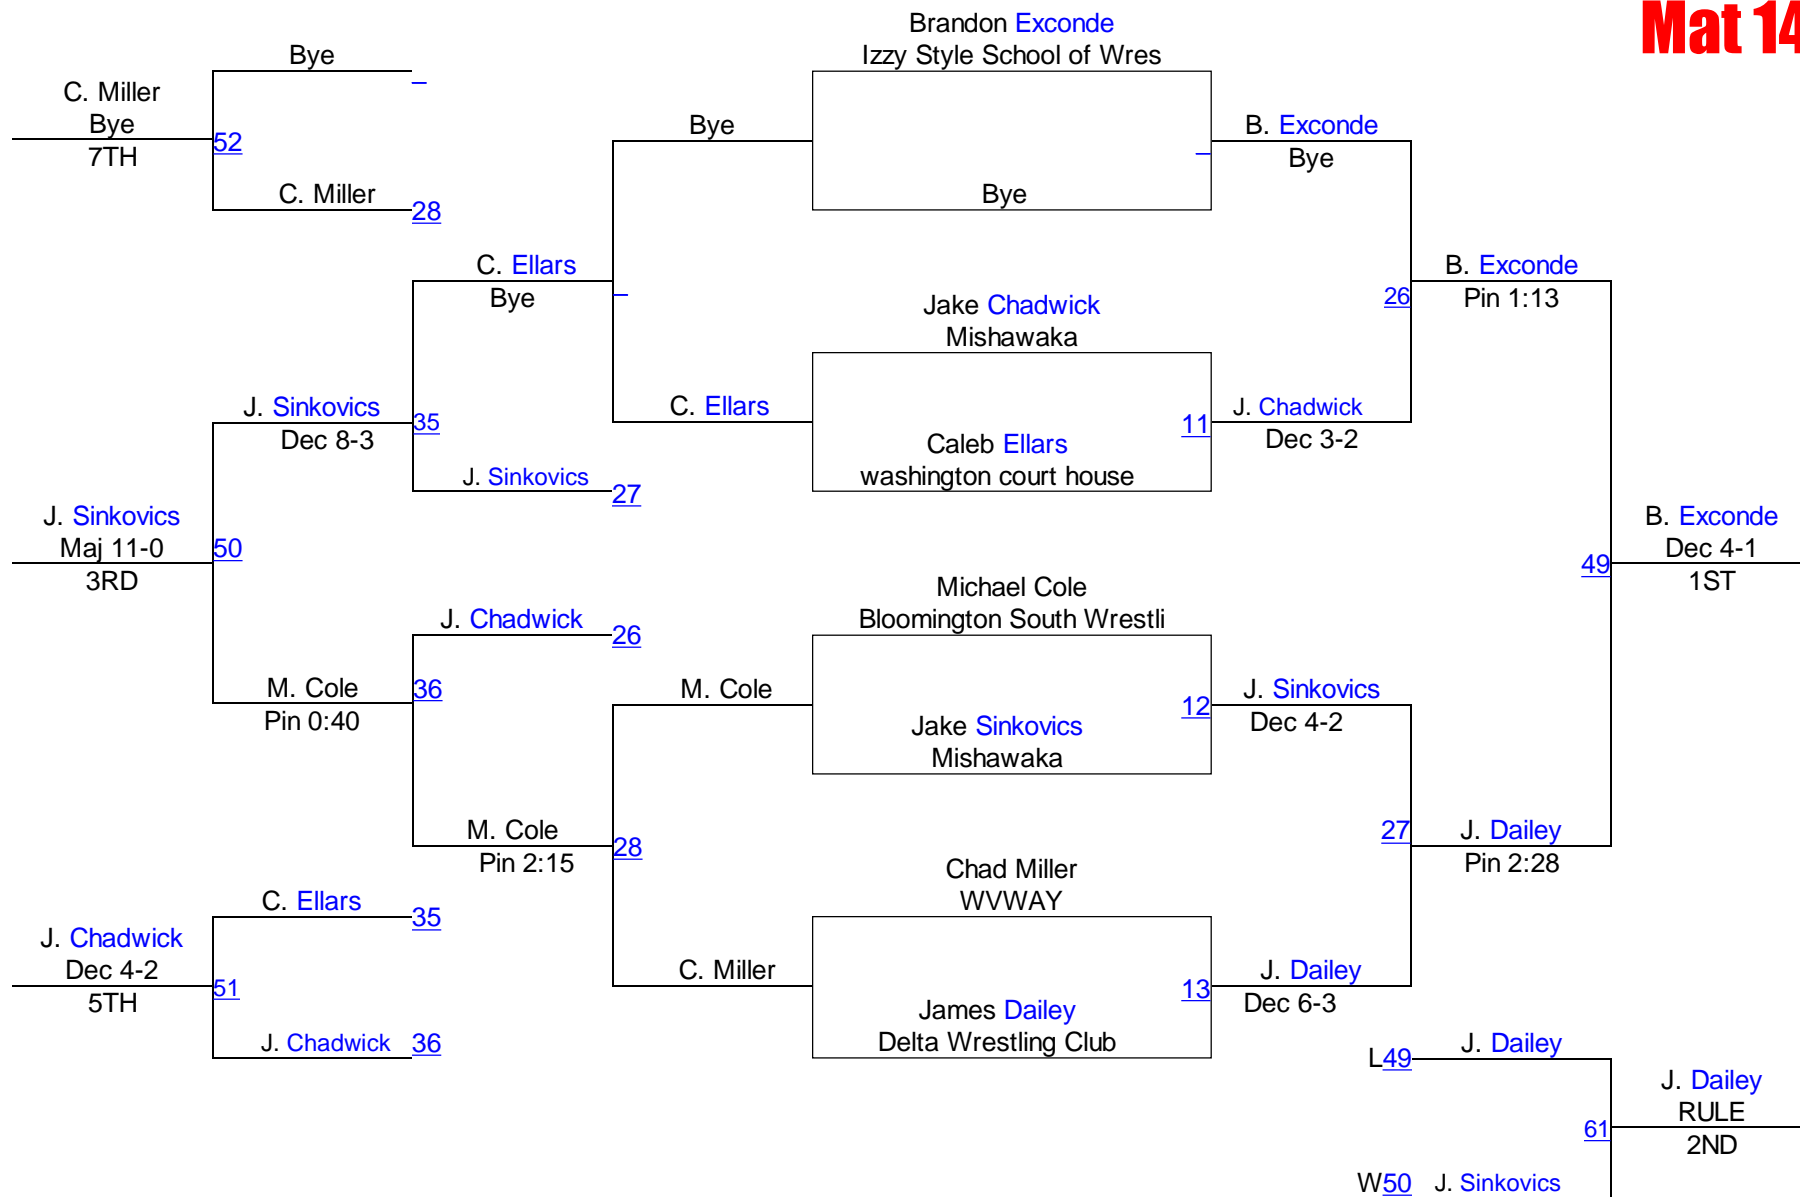 Mat 14
Brandon Exconde
Izzy Style School of Wres
Bye
C. Miller
Bye
7TH
52
C. Miller
28
Bye
Bye
B. Exconde
Bye
C. Ellars
Bye
Jake Chadwick
Mishawaka
26
B. Exconde
Pin 1:13
J. Sinkovics
Dec 8-3
35
C. Ellars
Caleb Ellars
washington court house
11
J. Chadwick
Dec 3-2
J. Sinkovics
27
J. Sinkovics
Maj 11-0
3RD
50
B. Exconde
Dec 4-1
1ST
49
Michael Cole
Bloomington South Wrestli
J. Chadwick
26
M. Cole
Pin 0:40
36
M. Cole
Jake Sinkovics
Mishawaka
12
J. Sinkovics
Dec 4-2
M. Cole
Pin 2:15
28
27
J. Dailey
Pin 2:28
Chad Miller
WVWAY
C. Ellars
35
J. Chadwick
Dec 4-2
5TH
51
C. Miller
James Dailey
Delta Wrestling Club
13
J. Dailey
Dec 6-3
J. Chadwick
36
L49
J. Dailey
J. Dailey
RULE
2ND
61
W50
J. Sinkovics